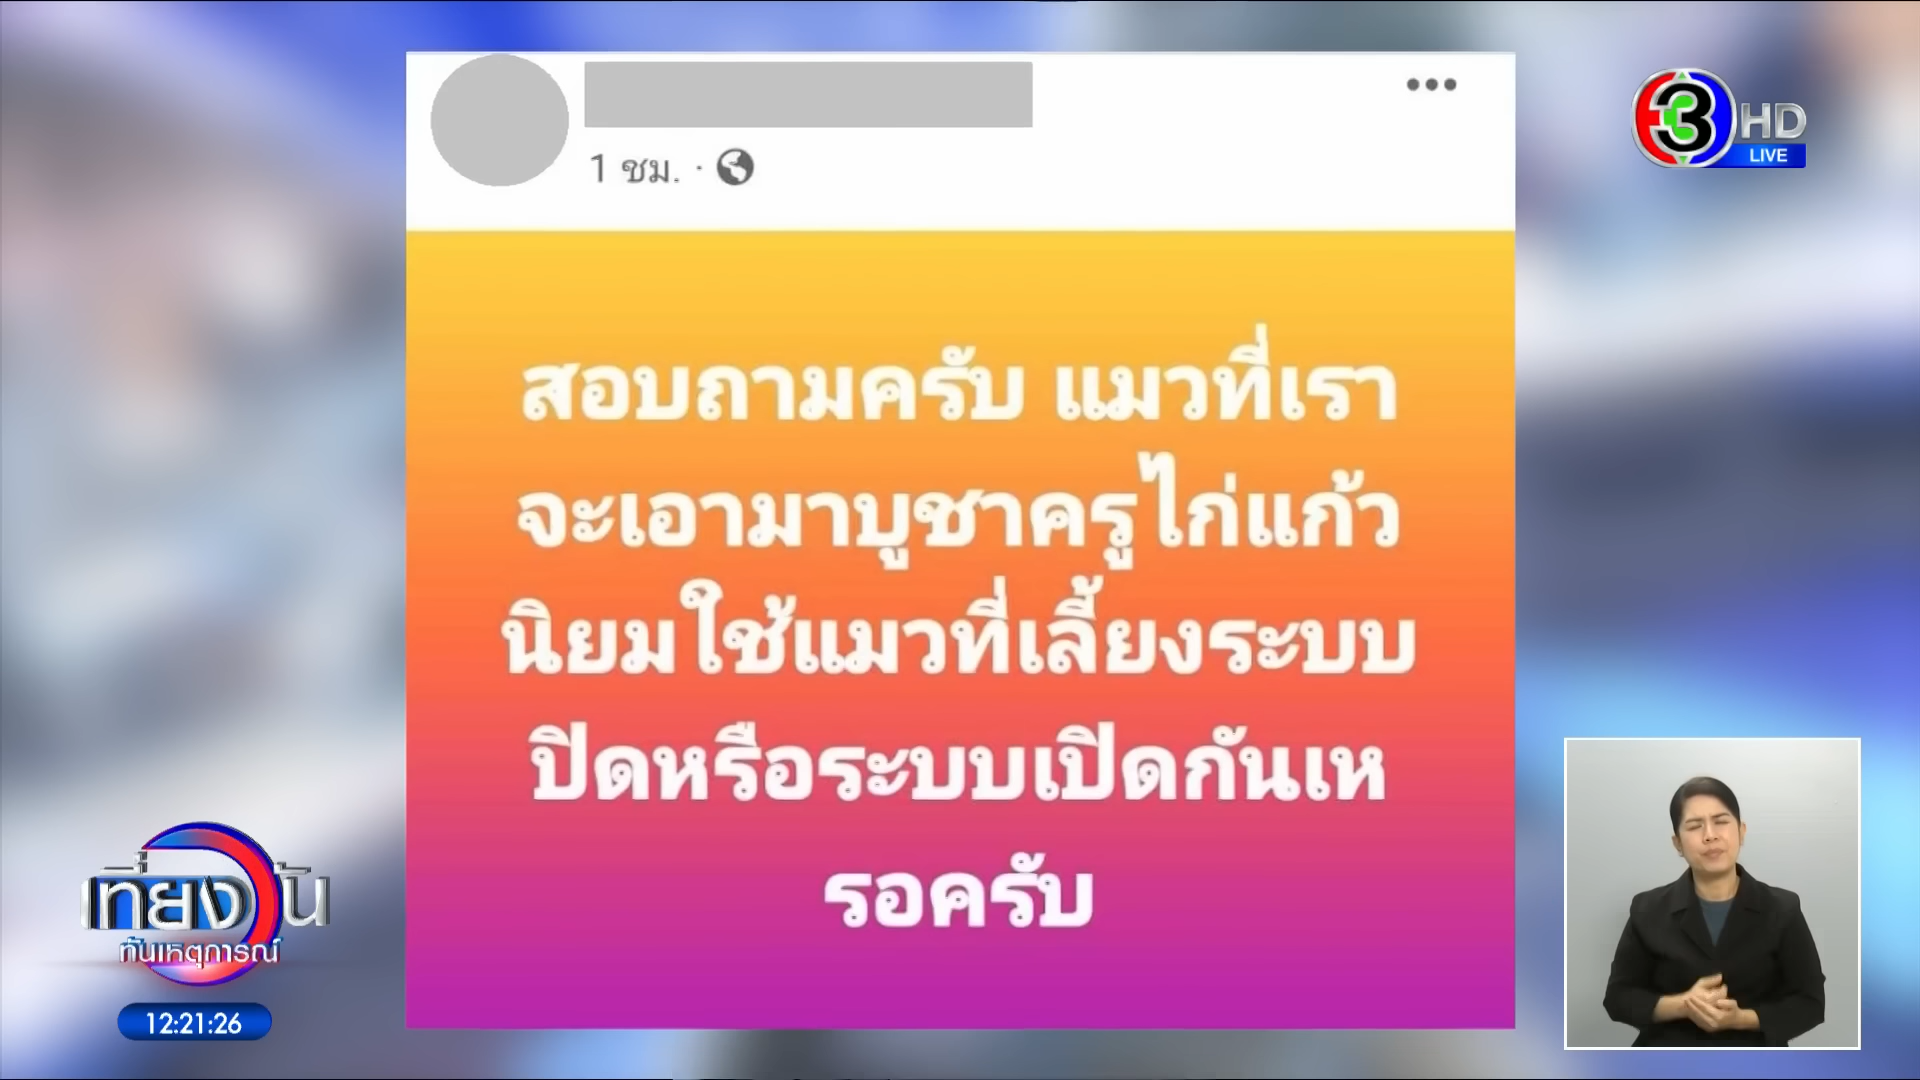 1 ชม. ·
3 HD
LIVE
สอบถามครับ แมวที่เรา
จะเอามาบูชาครูไก่แก้ว
นิยมใช้แมวที่เลี้ยงระบบ
ปิดหรือระบบเปิดกันเห
รอครับ
เที่ยงวัน
ทันเหตุการณ์
12:21:26